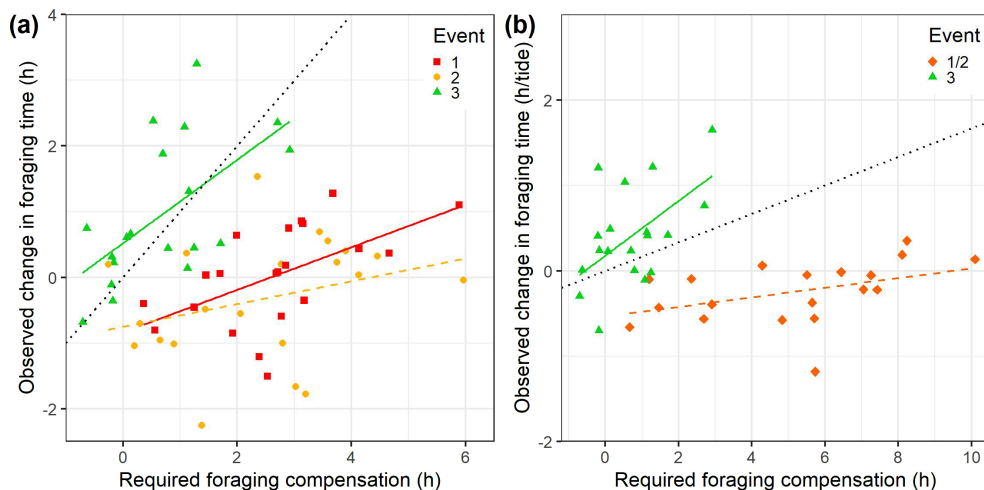 (a)
Observed change in foraging time (h)
4
2
0
-2
0 2 4 6
Required foraging compensation (h)
Event
1
2
3
(b)
Observed change in foraging time (h/tide)
2
0
-2
0 2 4 6 8 10
Required foraging compensation (h)
Event
1/2
3